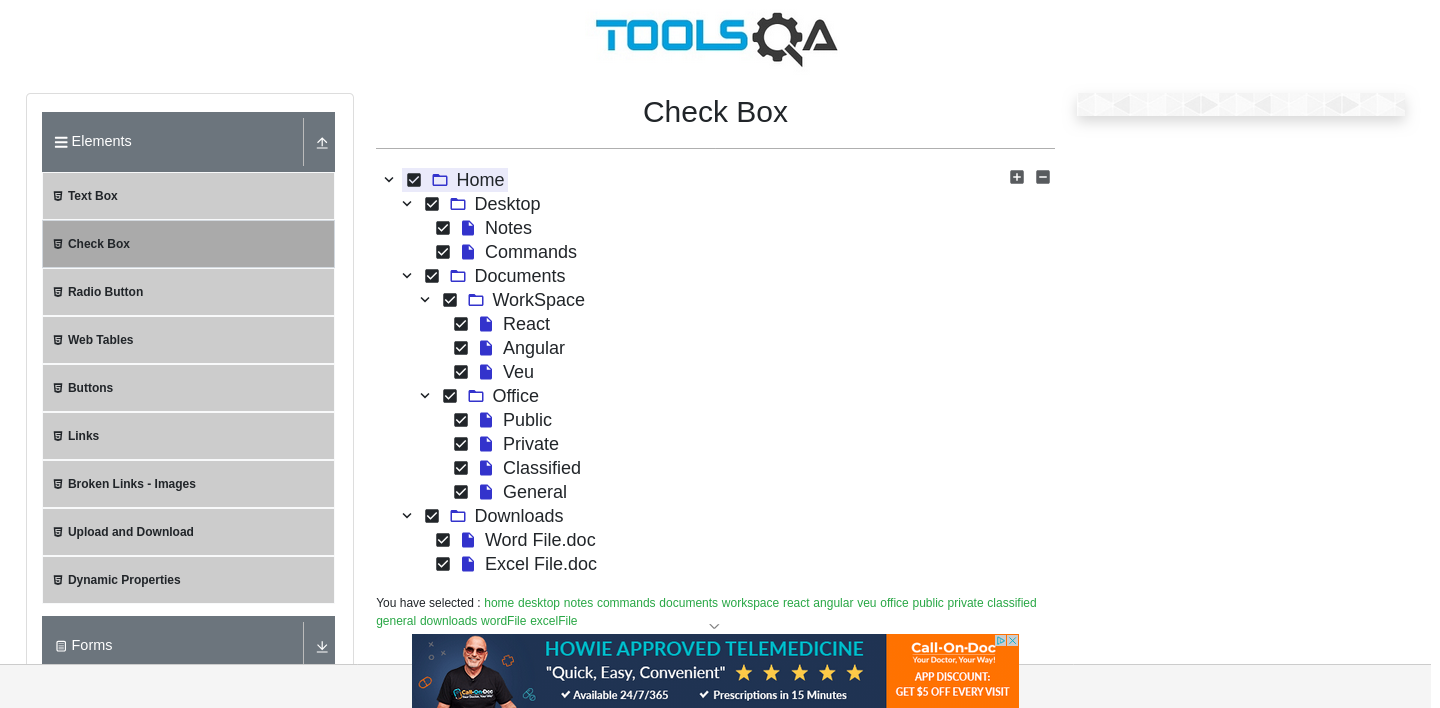 TOOLSQA
Elements
Text Box
Check Box
Radio Button
Web Tables
Buttons
Links
Broken Links - Images
Upload and Download
Dynamic Properties
Forms
Check Box
Home
Desktop
Notes
Commands
Documents
WorkSpace
React
Angular
Veu
Office
Public
Private
Classified
General
Downloads
Word File.doc
Excel File.doc
You have selected : home desktop notes commands documents workspace react angular veu office public private classified
general downloads wordFile excelFile
HOWIE APPROVED TELEMEDICINE
"Quick, Easy, Convenient"
Available 24/7/365
Prescriptions in 15 Minutes
Call-On-Doc
Call-On-Doc
Your Doctor, Your Way!
APP DISCOUNT:
GET $5 OFF EVERY VISIT